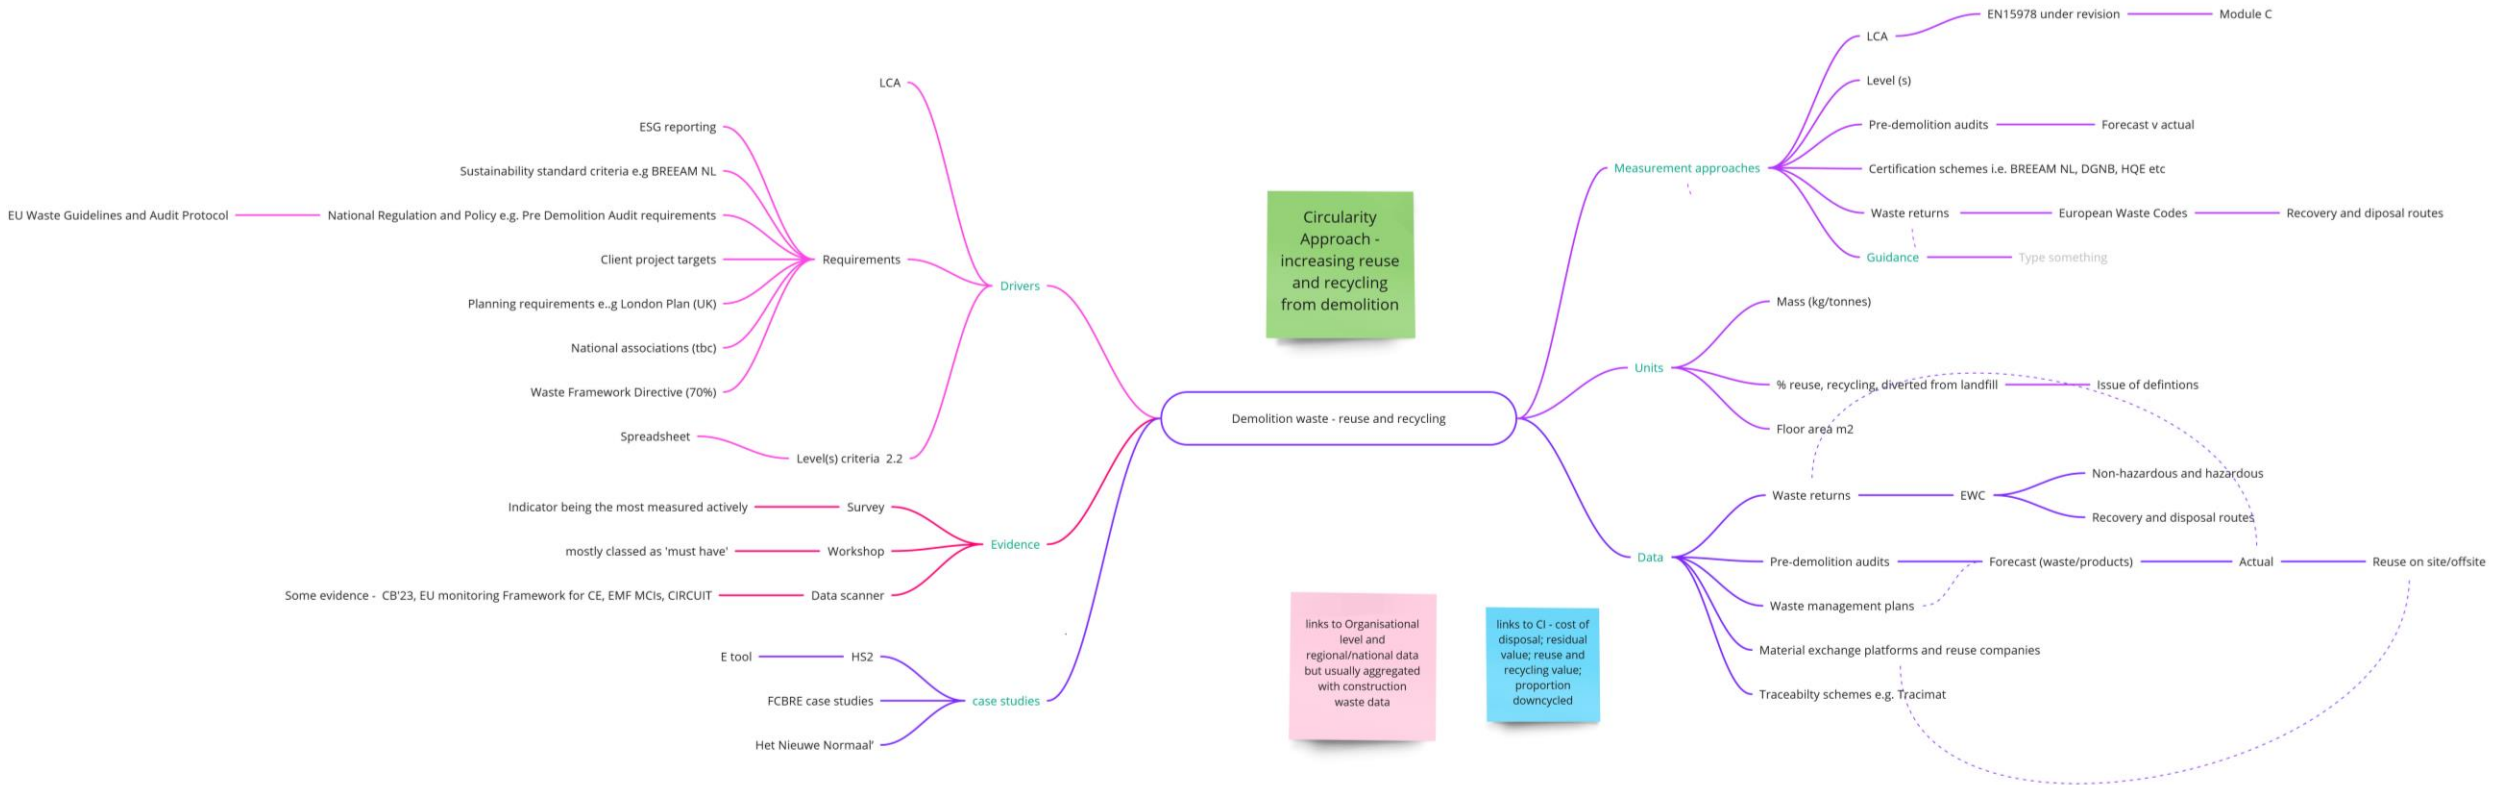 LCA
ESG reporting
Sustainability standard criteria e.g BREEAM NL
EU Waste Guidelines and Audit Protocol
National Regulation and Policy e.g. Pre Demolition Audit requirements
Client project targets
Requirements
Drivers
Planning requirements e..g London Plan (UK)
National associations (tbc)
Waste Framework Directive (70%)
Spreadsheet
Level(s) criteria 2.2
Indicator being the most measured actively
Survey
mostly classed as 'must have'
Workshop
Evidence
Some evidence - CB'23, EU monitoring Framework for CE, EMF MCIs, CIRCUIT
Data scanner
E tool
HS2
FCBRE case studies
case studies
Het Nieuwe Normaal'
Circularity
Approach -
increasing reuse
and recycling
from demolition
Demolition waste - reuse and recycling
links to Organisational
level and
regional/national data
but usually aggregated
with construction
waste data
links to CI - cost of
disposal; residual
value; reuse and
recycling value;
proportion
downcycled
Measurement approaches
LCA
EN15978 under revision
Module C
Level (s)
Pre-demolition audits
Forecast v actual
Certification schemes i.e. BREEAM NL, DGNB, HQE etc
Waste returns
European Waste Codes
Recovery and diposal routes
Guidance
Type something
Units
Mass (kg/tonnes)
% reuse, recycling, diverted from landfill
Issue of defintions
Floor area m2
Data
Waste returns
EWC
Non-hazardous and hazardous
Recovery and disposal routes
Pre-demolition audits
Forecast (waste/products)
Actual
Reuse on site/offsite
Waste management plans
Material exchange platforms and reuse companies
Traceabilty schemes e.g. Tracimat